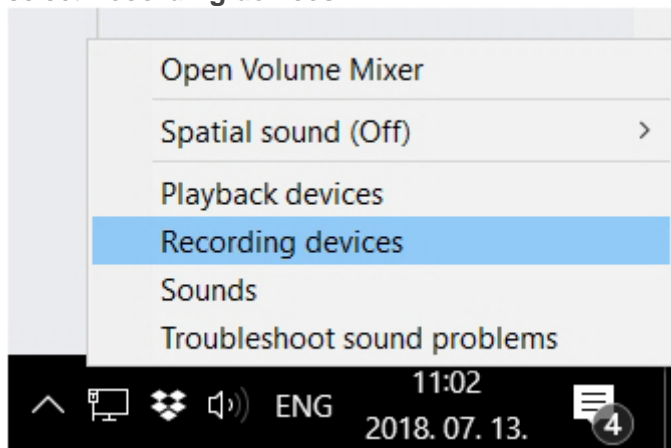 Open Volume Mixer
Spatial sound (Off)
Playback devices
Recording devices
Sounds
Troubleshoot sound problems
ENG
11:02
2018. 07. 13.
4